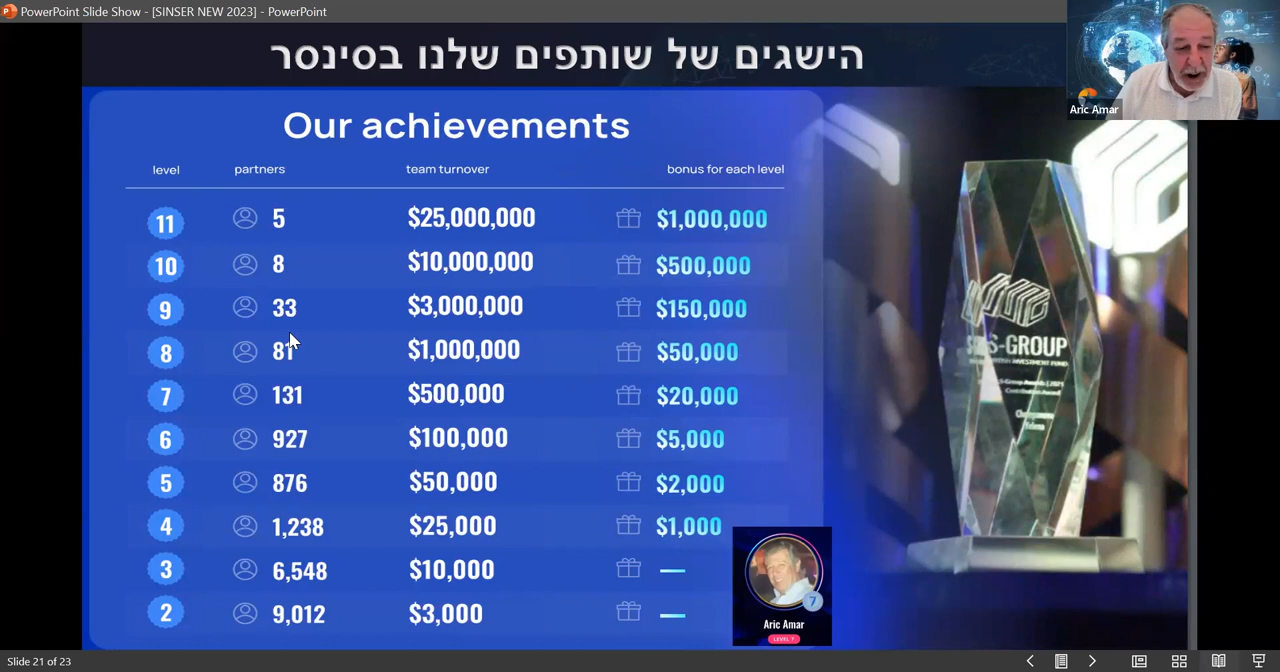 PowerPoint Slide Show - [SINSER NEW 2023] - PowerPoint
הישגים של שותפים שלנו בסינסר
Aric Amar
Our achievements
level partners team turnover bonus for each level
11 5 $25,000,000 $1,000,000
10 8 $10,000,000 $500,000
9 33 $3,000,000 $150,000
8 81 $1,000,000 $50,000
7 131 $500,000 $20,000
6 927 $100,000 $5,000
5 876 $50,000 $2,000
4 1,238 $25,000 $1,000
3 6,548 $10,000 —
2 9,012 $3,000 —
7
Aric Amar
LEVEL 7
Slide 21 of 23